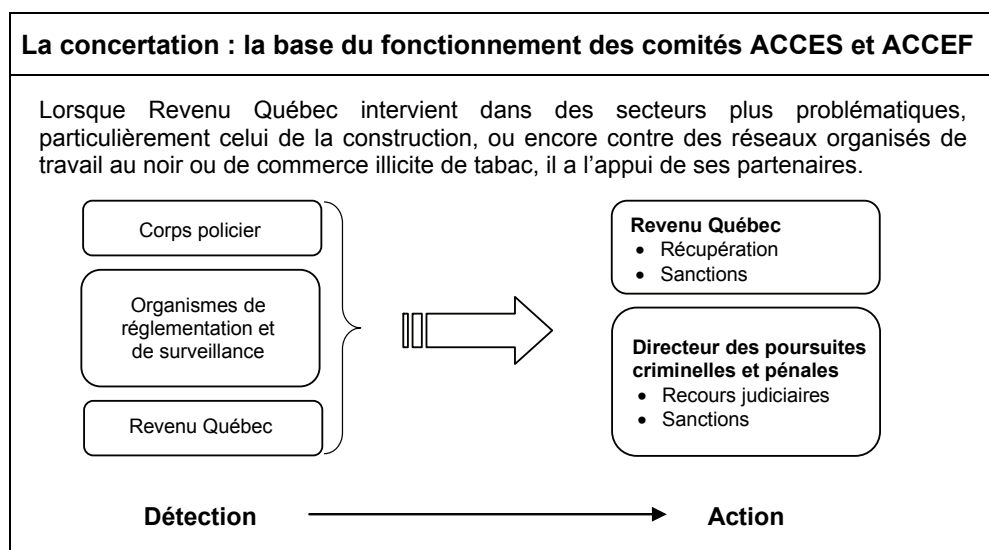 La concertation : la base du fonctionnement des comités ACCES et ACCEF
Lorsque Revenu Québec intervient dans des secteurs plus problématiques,
particulièrement celui de la construction, ou encore contre des réseaux organisés de
travail au noir ou de commerce illicite de tabac, il a l’appui de ses partenaires.
Corps policier
Organismes de
réglementation et
de surveillance
Revenu Québec
Revenu Québec
• Récupération
• Sanctions
Directeur des poursuites
criminelles et pénales
• Recours judiciaires
• Sanctions
Détection
Action